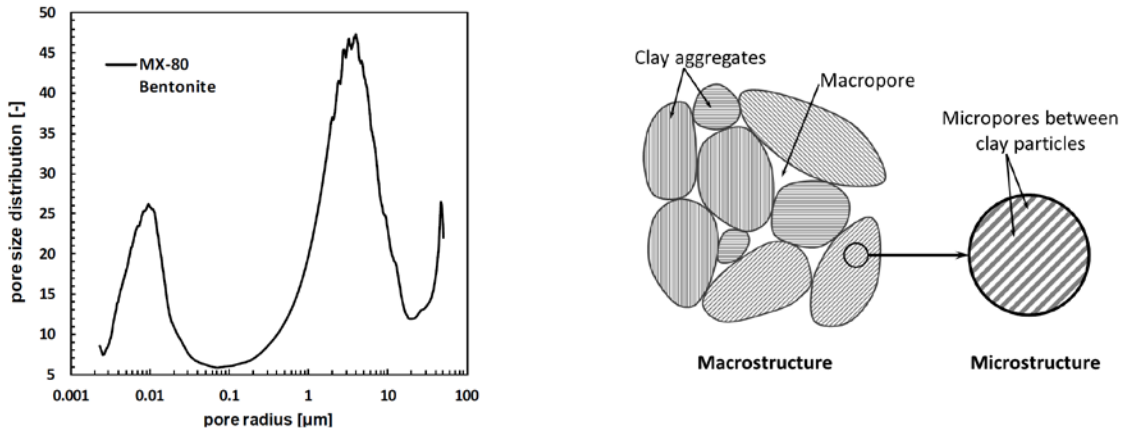 50
45
40
35
30
25
20
15
10
5
pore size distribution [-]
MX-80
Bentonite
0.001 0.01 0.1 1 10 100
pore radius [µm]
Clay aggregates
Macropore
Micropores between
clay particles
Macrostructure
Microstructure